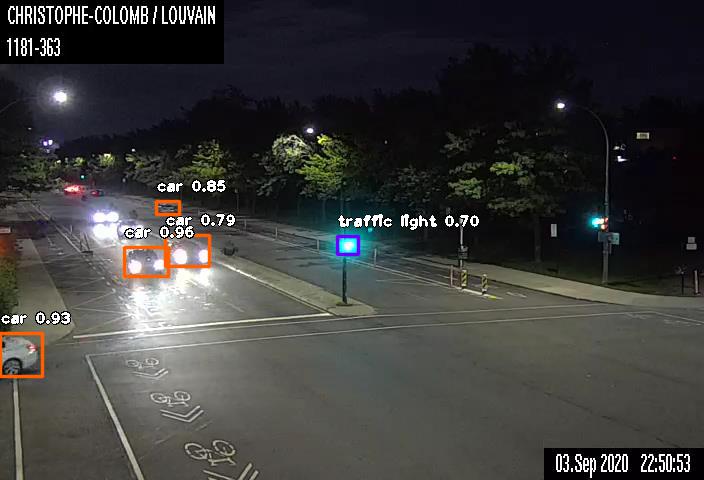 CHRISTOPHE-COLOMB / LOUVAIN
1181-363
car 0.85
car 0.79
car 0.96
traffic light 0.70
car 0.93
03.Sep 2020 22:50:53